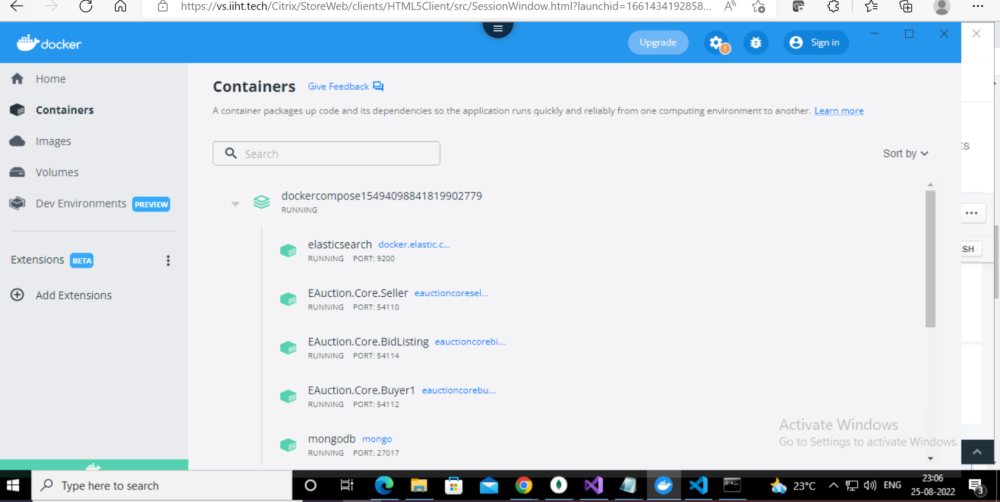 https://vs.iiht.tech/Citrix/StoreWeb/clients/HTML5Client/src/SessionWindow.html?launchid=1661434192858...
docker
Upgrade
Sign in
Home
Containers
Images
Volumes
Dev Environments PREVIEW
Extensions BETA
Add Extensions
Containers Give Feedback
A container packages up code and its dependencies so the application runs quickly and reliably from one computing environment to another. Learn more
Search
Sort by
ES
dockercompose15494098841819902779
RUNNING
elasticsearch docker.elastic.c...
RUNNING PORT: 9200
EAuction.Core.Seller eauctioncoresel...
RUNNING PORT: 54110
EAuction.Core.BidListing eauctioncorebi...
RUNNING PORT: 54114
EAuction.Core.Buyer1 eauctioncorebu...
RUNNING PORT: 54112
mongodb mongo
RUNNING PORT: 27017
SH
Activate Windows
Go to Settings to activate Windows.
Type here to search
23°C
ENG
23:06
25-08-2022
3